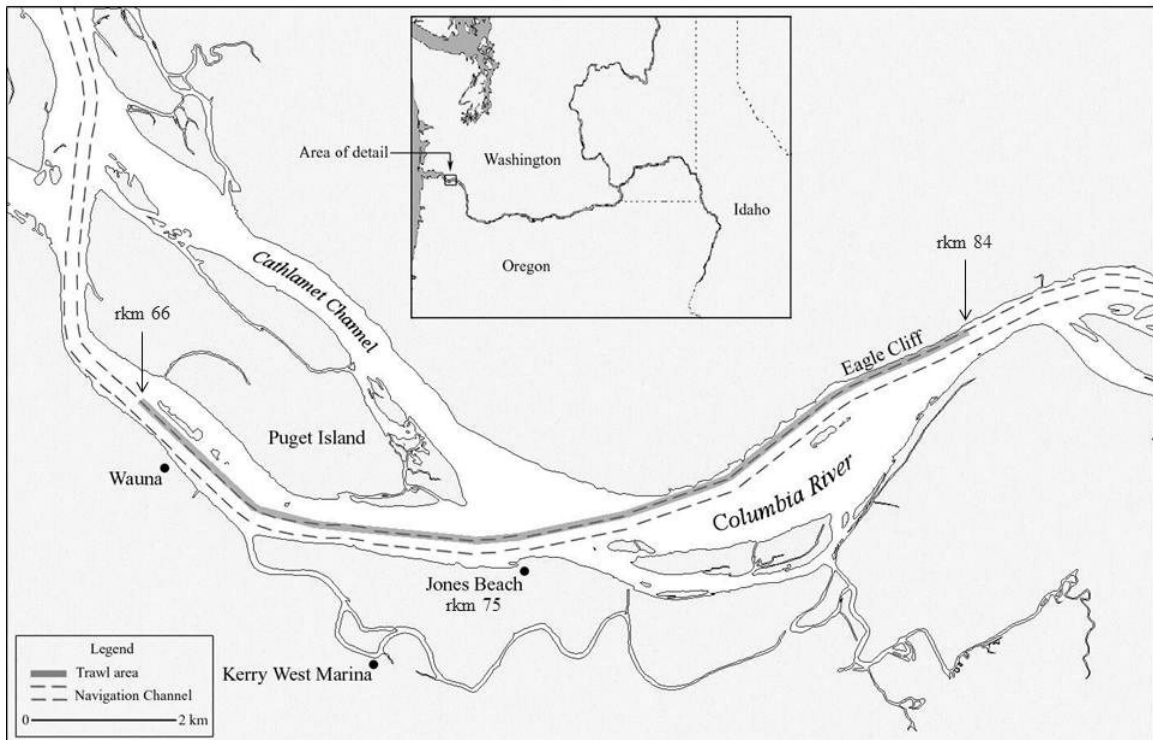 Area of detail
Washington
Idaho
Oregon
rkm 84
Cathlamet Channel
rkm 66
Eagle Cliff
Puget Island
Wauna
Columbia River
Jones Beach
rkm 75
Kerry West Marina
Legend
Trawl area
Navigation Channel
0 2 km